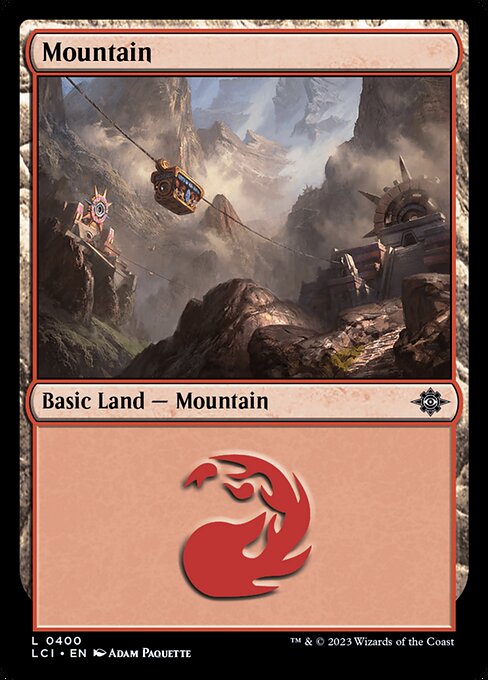 Mountain
Basic Land — Mountain
L 0400
LCI • EN Adam Paquette
™ & © 2023 Wizards of the Coast